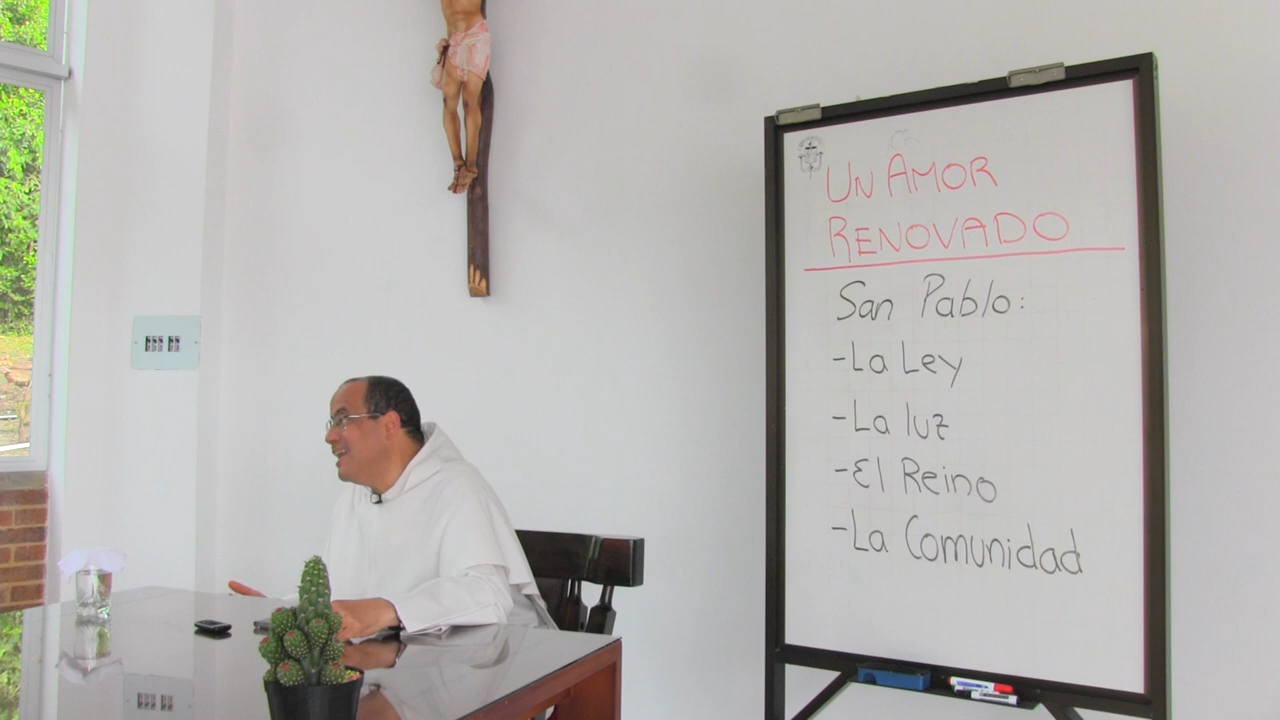 UN AMOR
RENOVADO
San Pablo:
-La Ley
-La luz
-El Reino
-La Comunidad